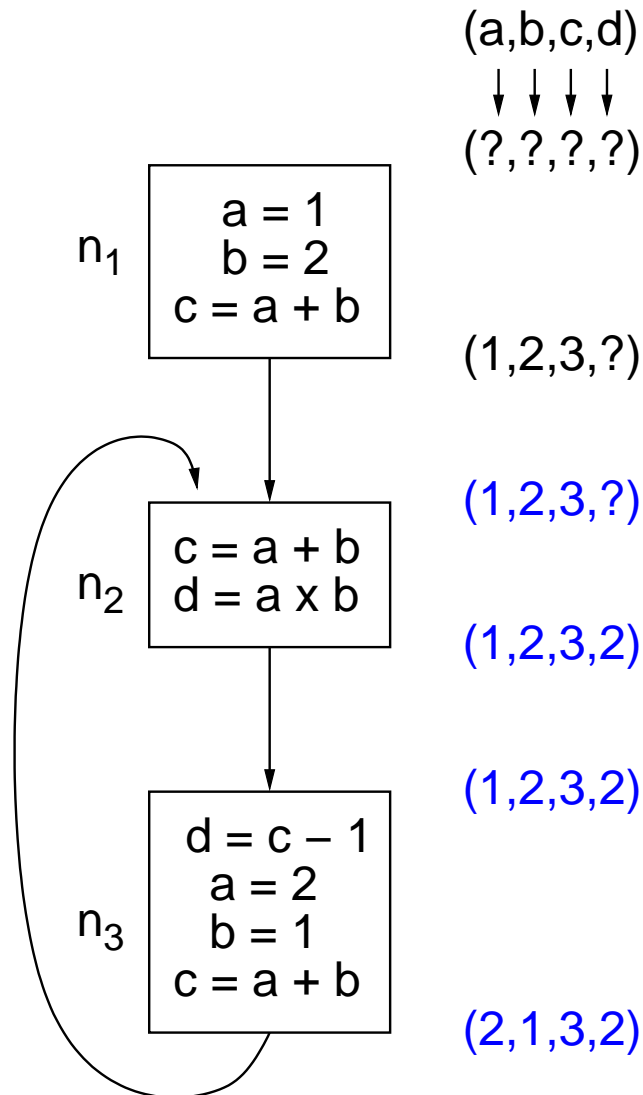 (a,b,c,d)
(?,?,?,?)
n₁
a = 1
b = 2
c = a + b
(1,2,3,?)
(1,2,3,?)
n₂
c = a + b
d = a x b
(1,2,3,2)
(1,2,3,2)
n₃
d = c – 1
a = 2
b = 1
c = a + b
(2,1,3,2)